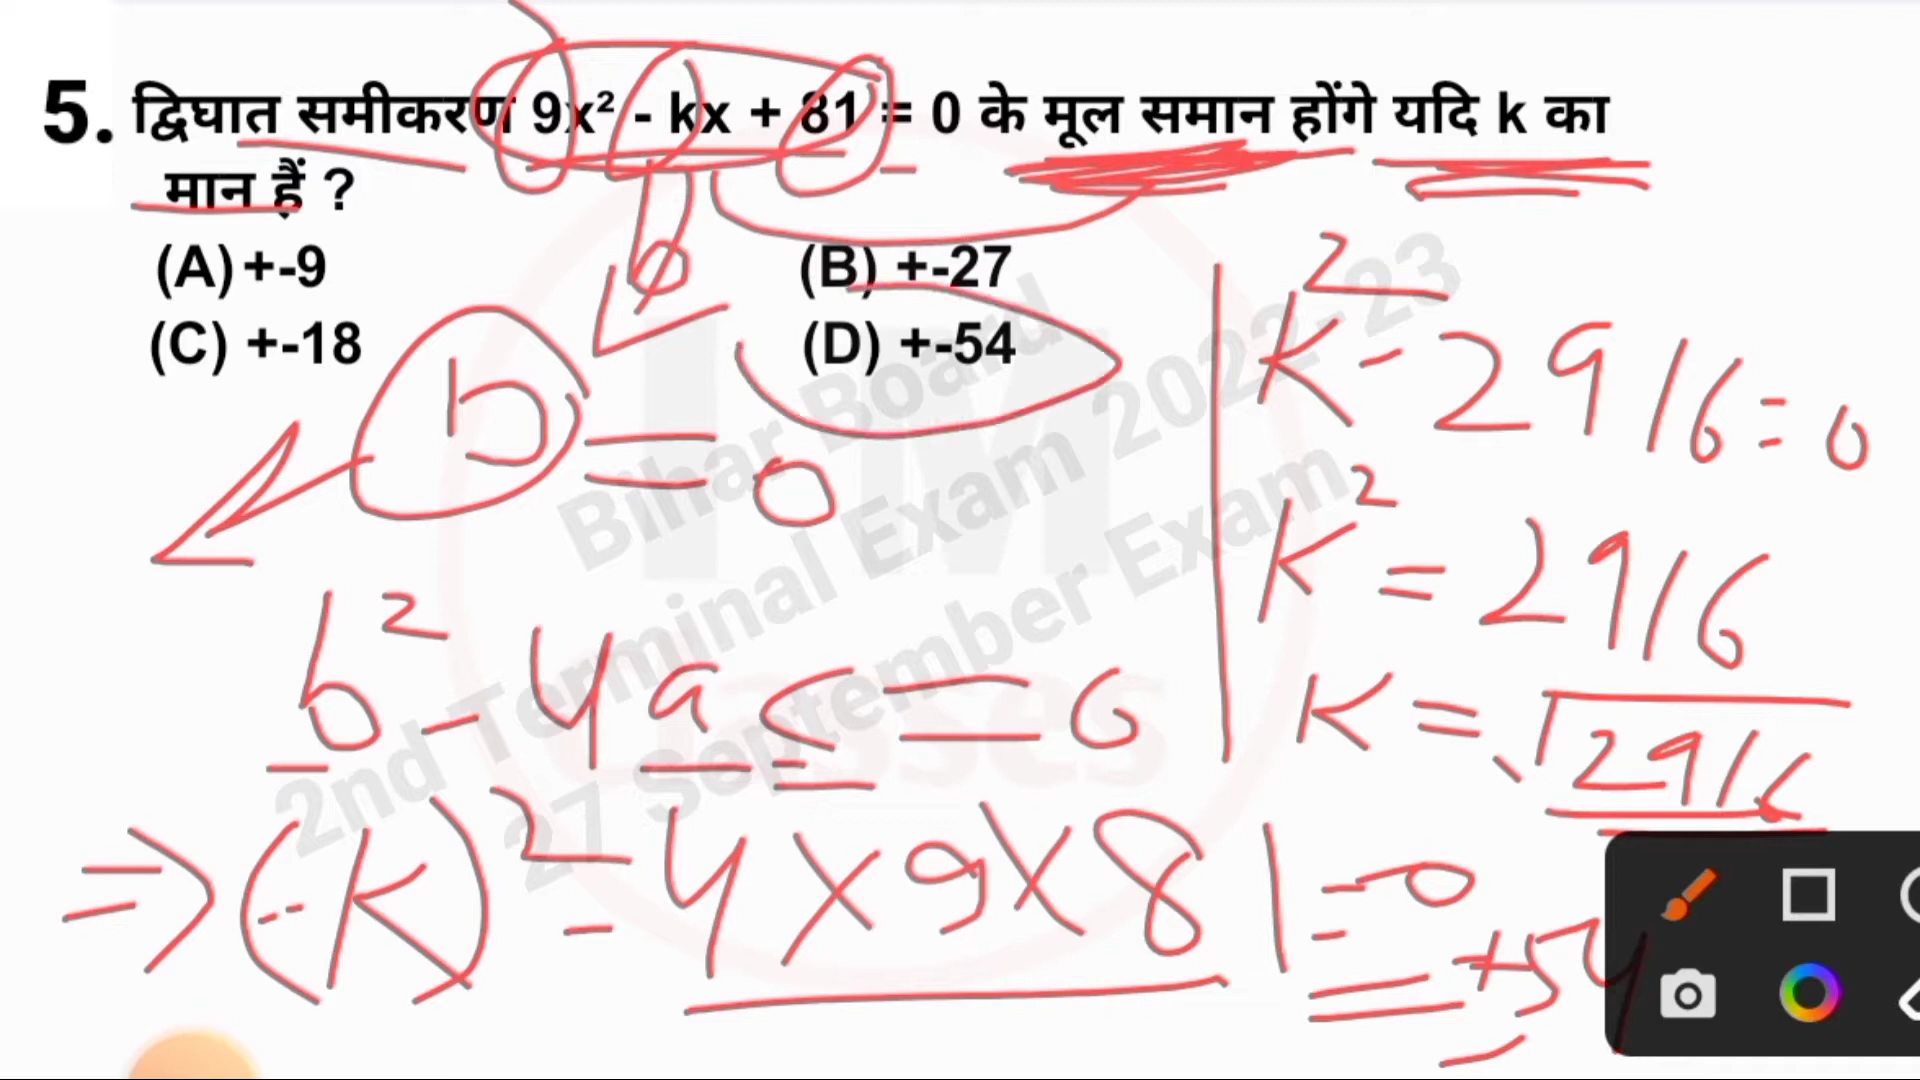 5. द्विघात समीकरण 9x² - kx + 81 = 0 के मूल समान होंगे यदि k का
मान हैं ?
(A) +-9 (B) +-27
(C) +-18 (D) +-54
b
D = 0
b² - 4ac = 0
⇒ (-k)² - 4 × 9 × 81 = 0
K² - 2916 = 0
K² = 2916
K = √2916
= ±54
Bihar Board
2nd Terminal Exam 2022-23
27 September Exam